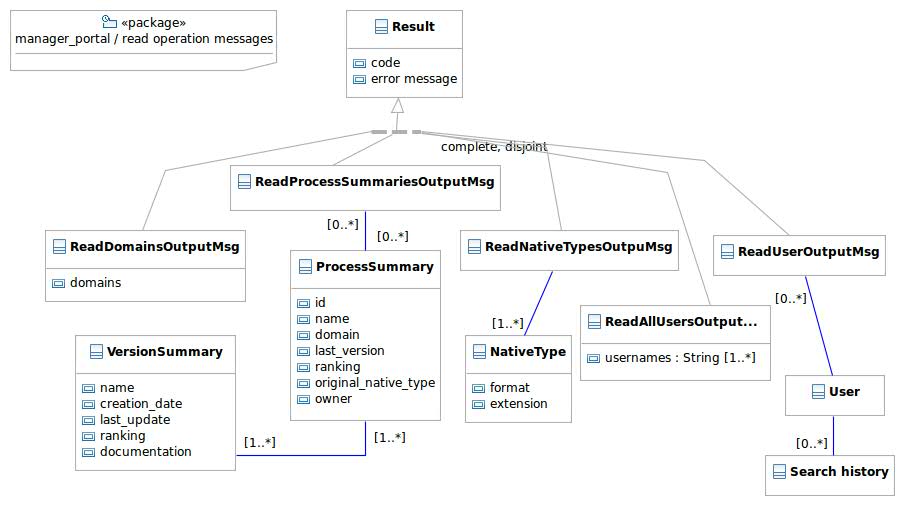 «package»
manager_portal / read operation messages
Result
code
error message
complete, disjoint
ReadProcessSummariesOutputMsg
[0..*]
[0..*]
ReadDomainsOutputMsg
domains
ProcessSummary
id
name
domain
last_version
ranking
original_native_type
owner
[1..*]
VersionSummary
name
creation_date
last_update
ranking
documentation
[1..*]
ReadNativeTypesOutpuMsg
[1..*]
NativeType
format
extension
ReadAllUsersOutput...
usernames : String [1..*]
ReadUserOutputMsg
[0..*]
User
[0..*]
Search history